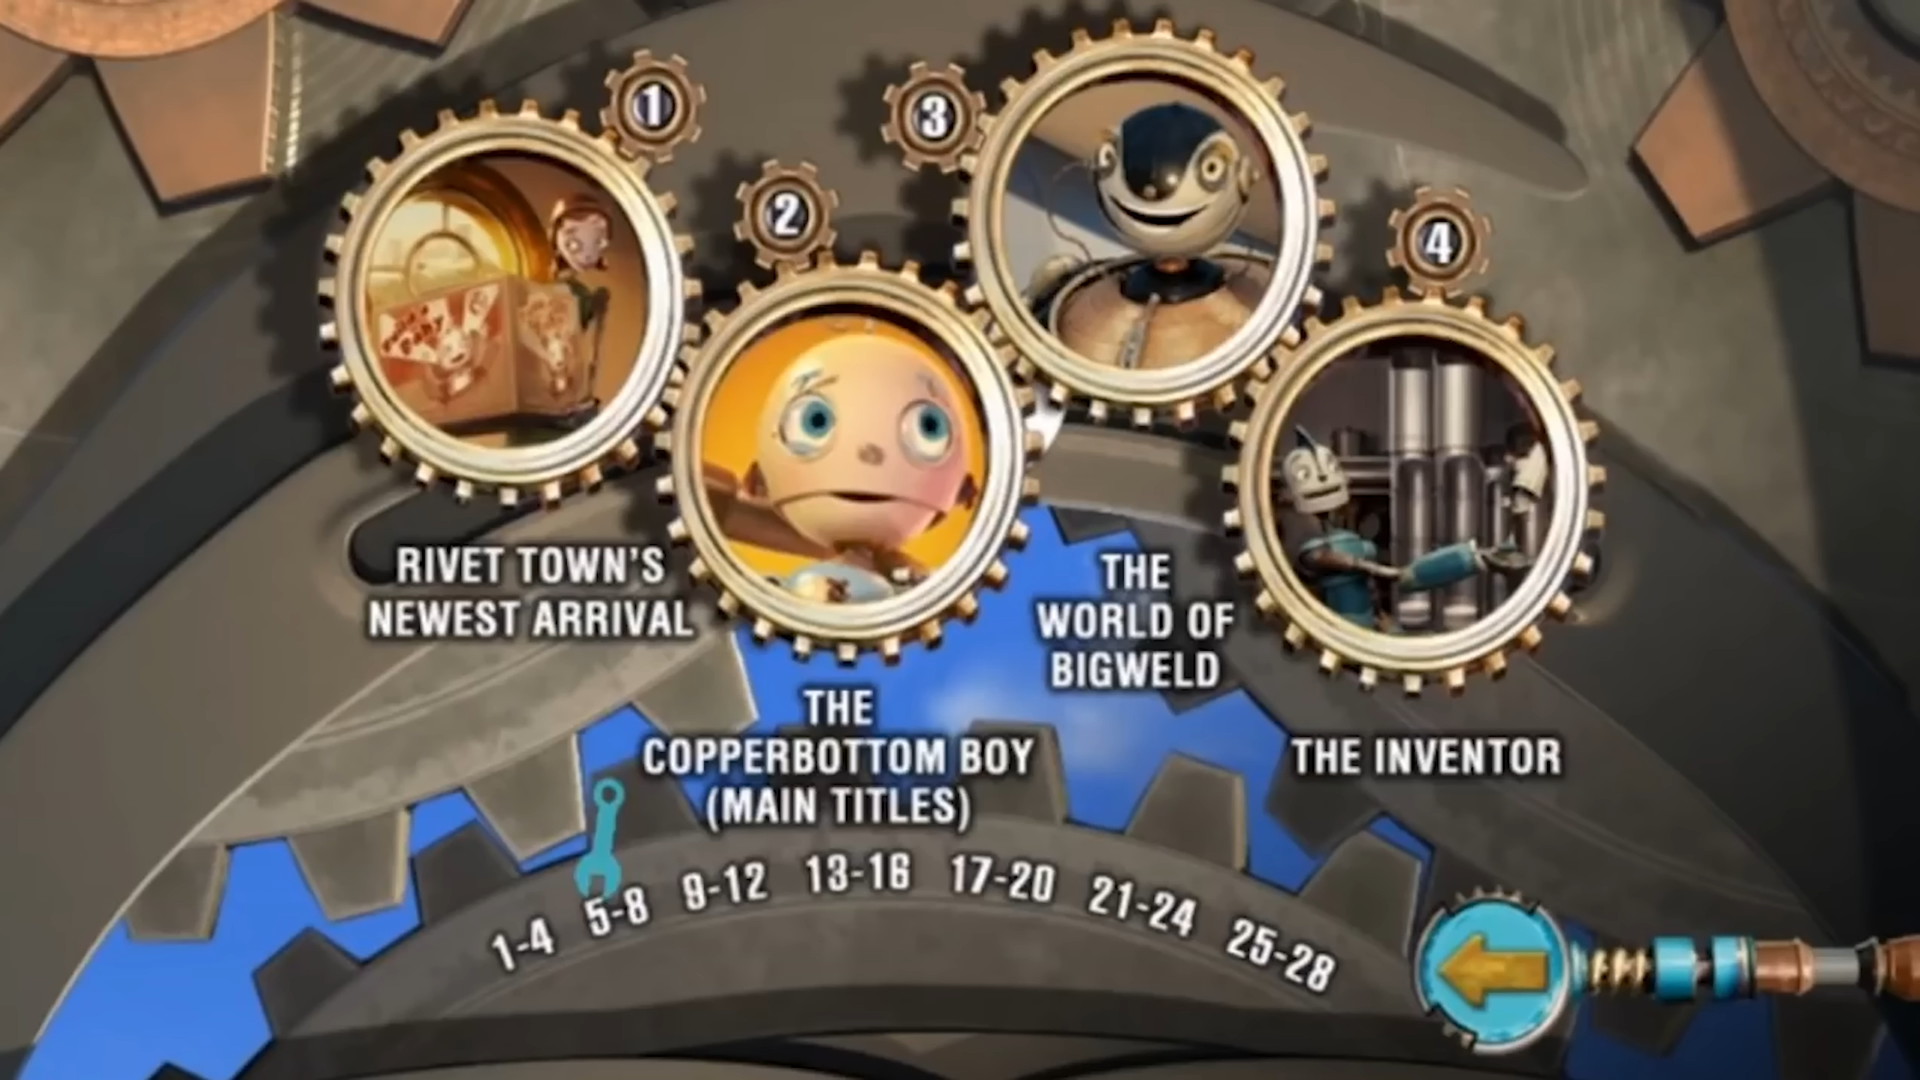 1
2
3
4
RIVET TOWN'S
NEWEST ARRIVAL
THE
COPPERBOTTOM BOY
(MAIN TITLES)
THE
WORLD OF
BIGWELD
THE INVENTOR
1-4 5-8 9-12 13-16 17-20 21-24 25-28